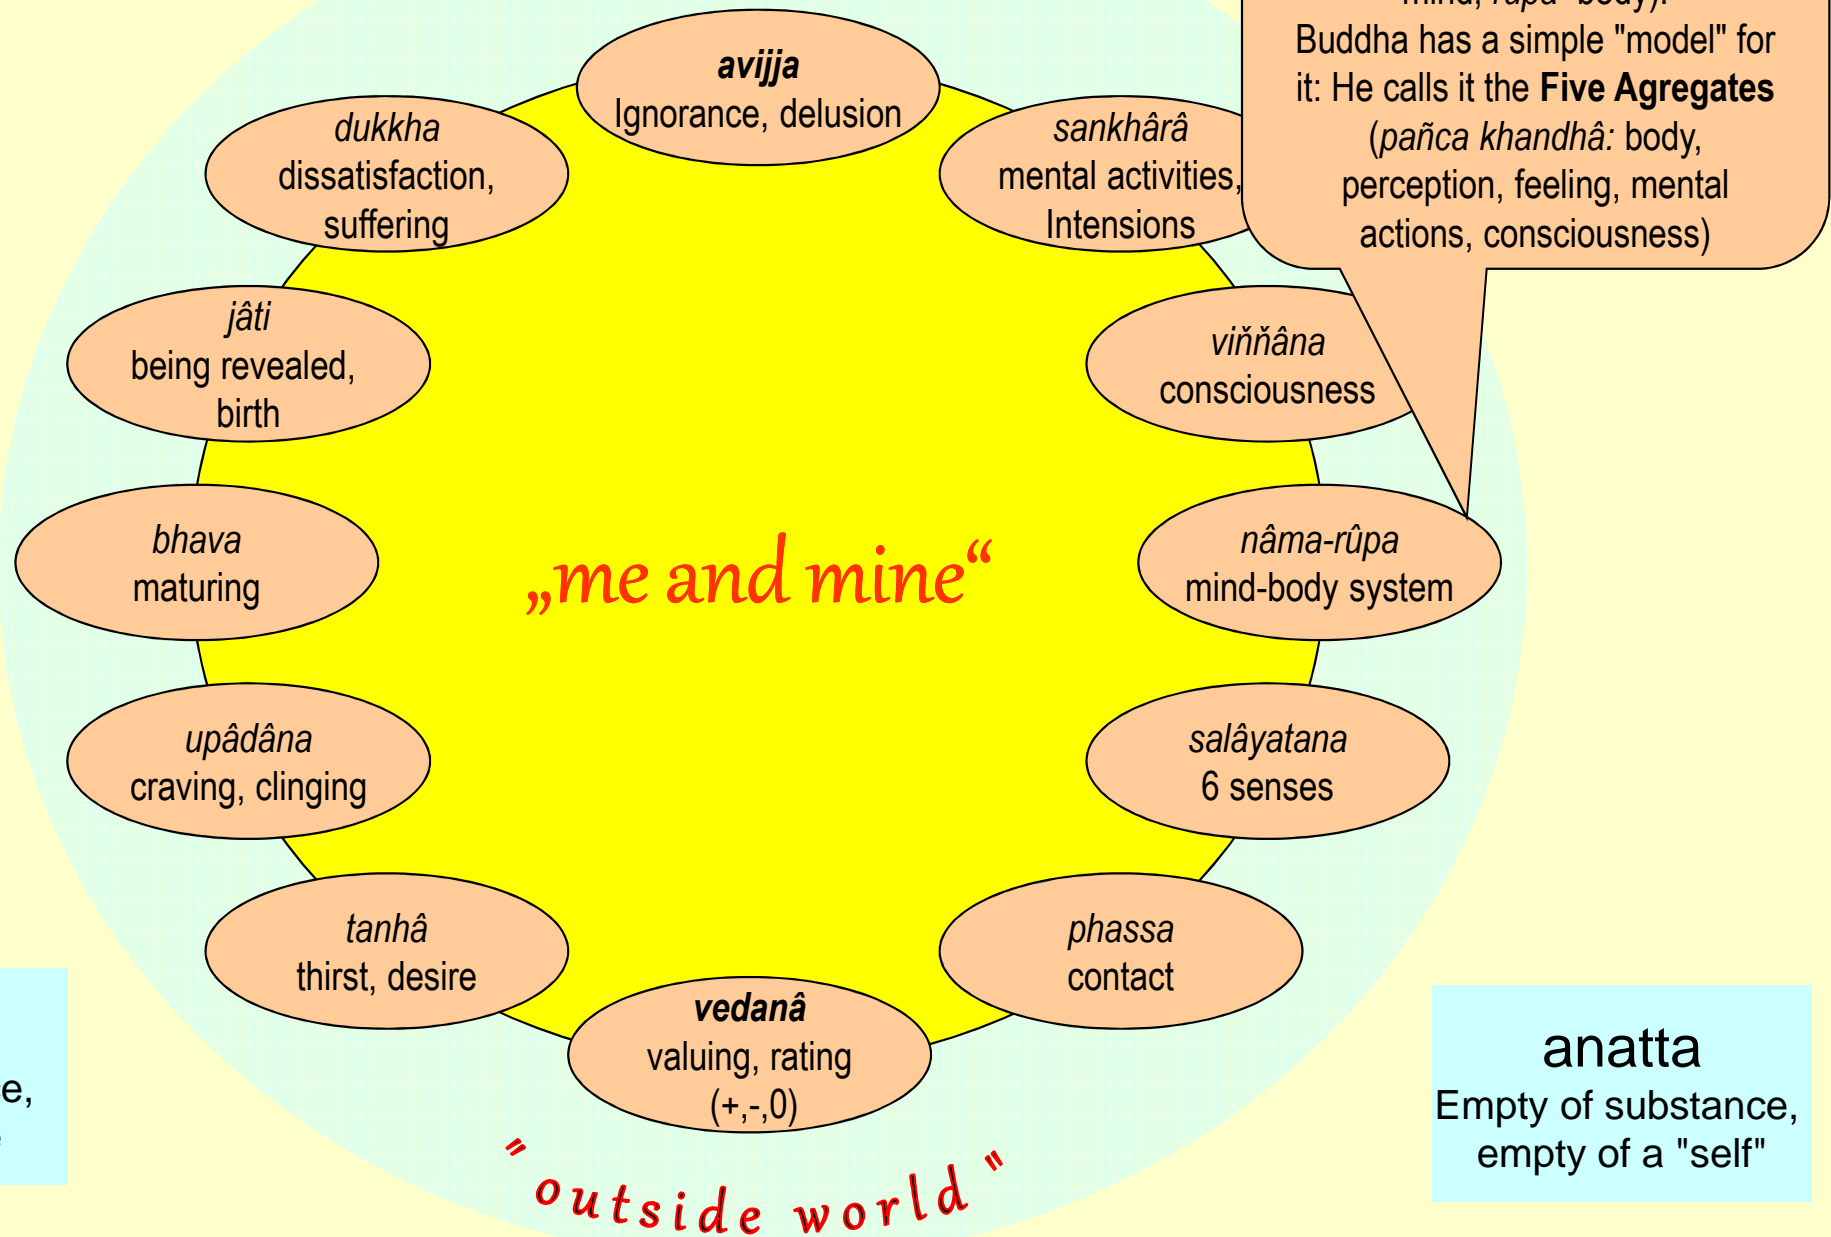 mind, rûpa- body).
Buddha has a simple "model" for
it: He calls it the Five Agregates
(pañca khandhâ: body,
perception, feeling, mental
actions, consciousness)
avijja
Ignorance, delusion
sankhârâ
mental activities,
Intensions
viňňâna
consciousness
nâma-rûpa
mind-body system
salâyatana
6 senses
phassa
contact
vedanâ
valuing, rating
(+,-,0)
tanhâ
thirst, desire
upâdâna
craving, clinging
bhava
maturing
jâti
being revealed,
birth
dukkha
dissatisfaction,
suffering
„me and mine“
"outside world"
anatta
Empty of substance,
empty of a "self"